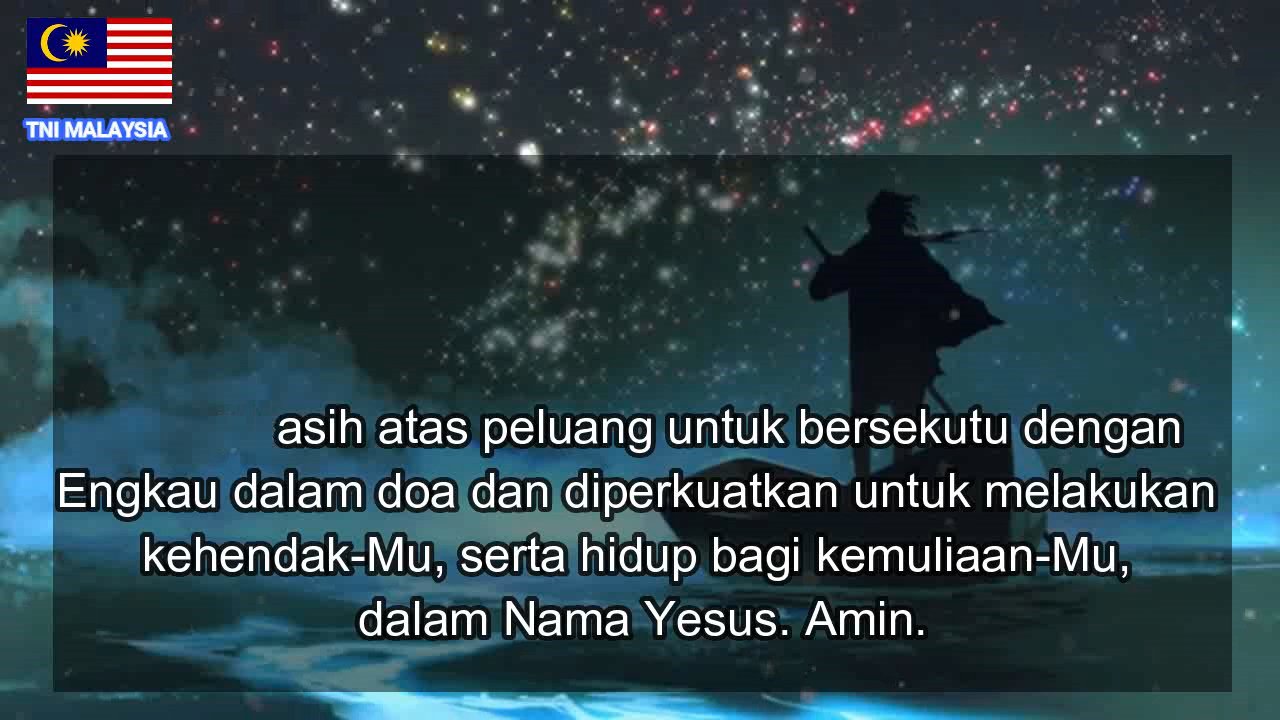 TNI MALAYSIA
asih atas peluang untuk bersekutu dengan
Engkau dalam doa dan diperkuatkan untuk melakukan
kehendak-Mu, serta hidup bagi kemuliaan-Mu,
dalam Nama Yesus. Amin.